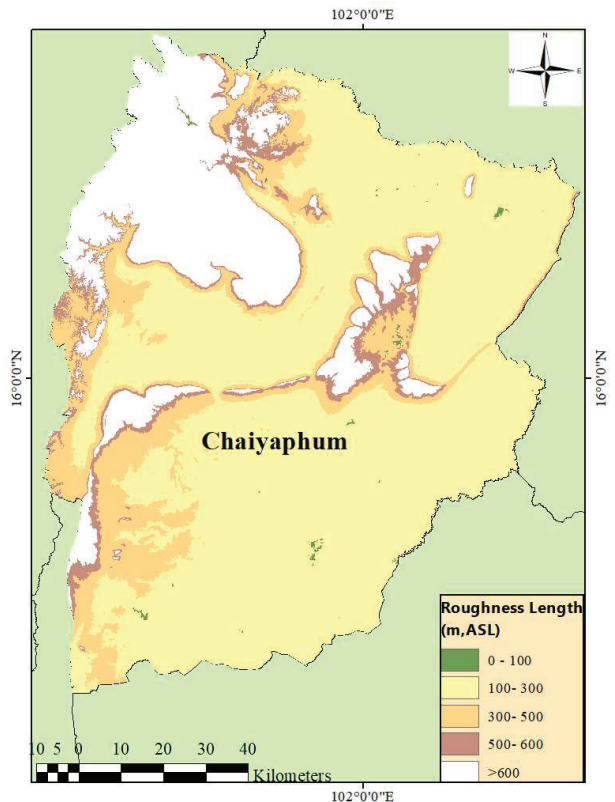 102°0'0"E
N
W E
S
16°0'0"N
16°0'0"N
Chaiyaphum
Roughness Length
(m,ASL)
0 - 100
100- 300
300- 500
500- 600
>600
10 5 0 10 20 30 40
Kilometers
102°0'0"E